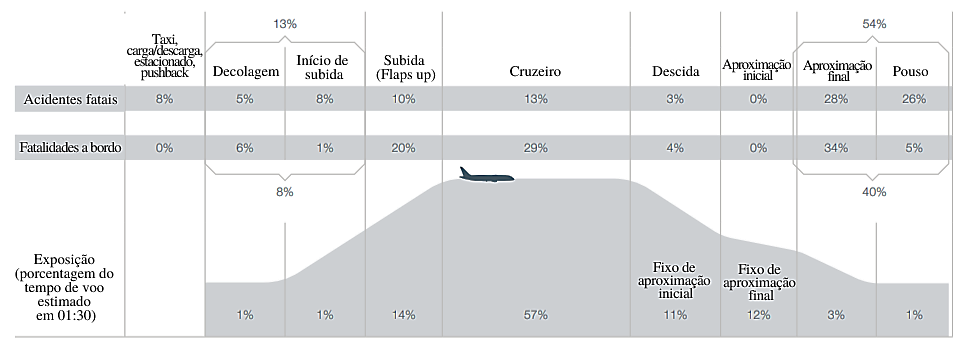 13%
54%
Taxi,
carga/descarga,
estacionado,
pushback
Decolagem
Início de
subida
Subida
(Flaps up)
Cruzeiro
Descida
Aproximação
inicial
Aproximação
final
Pouso
Acidentes fatais 8% 5% 8% 10% 13% 3% 0% 28% 26%
Fatalidades a bordo 0% 6% 1% 20% 29% 4% 0% 34% 5%
8%
40%
Exposição
(porcentagem do
tempo de voo
estimado
em 01:30)
Fixo de
aproximação
inicial
Fixo de
aproximação
final
1% 1% 14% 57% 11% 12% 3% 1%